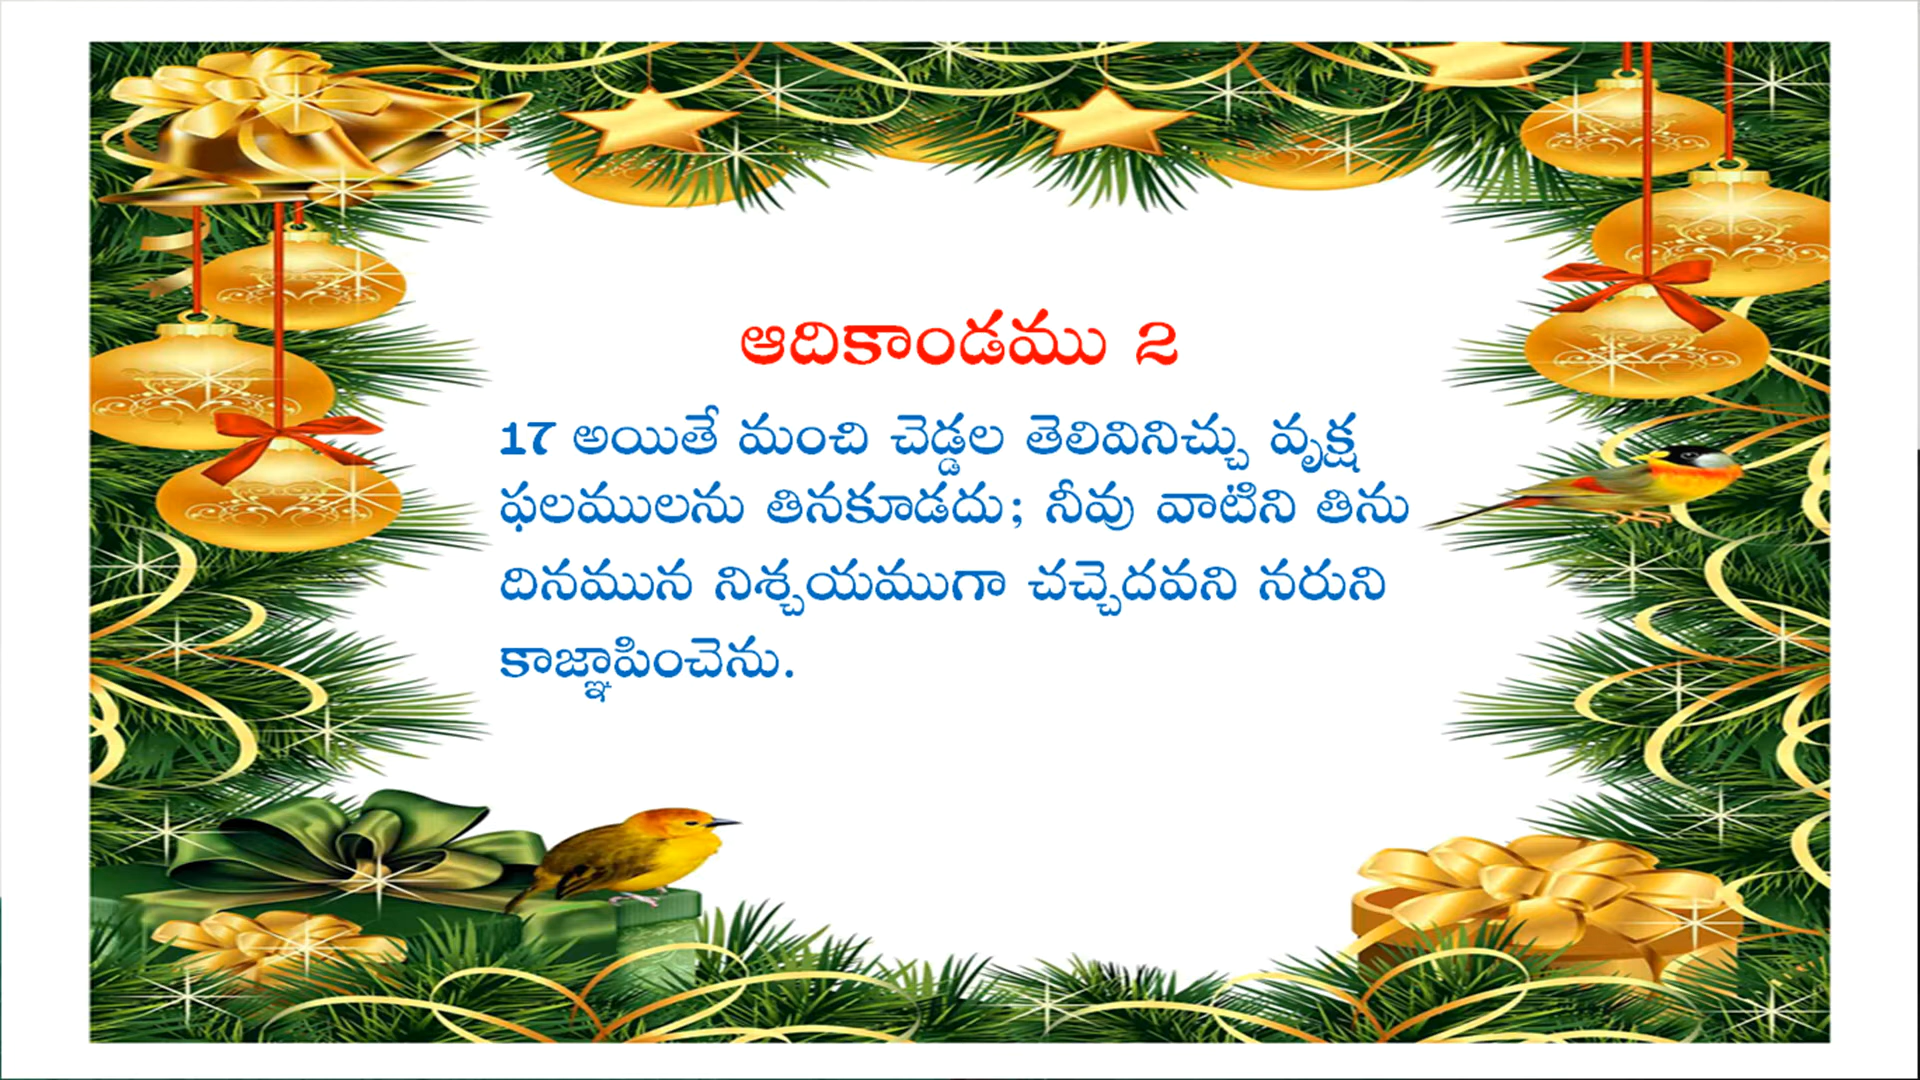 ఆదికాండము 2
17 అయితే మంచి చెడ్డల తెలివినిచ్చు వృక్ష
ఫలములను తినకూడదు; నీవు వాటిని తిను
దినమున నిశ్చయముగా చచ్చెదవని నరుని
కాజ్ఞాపించెను.